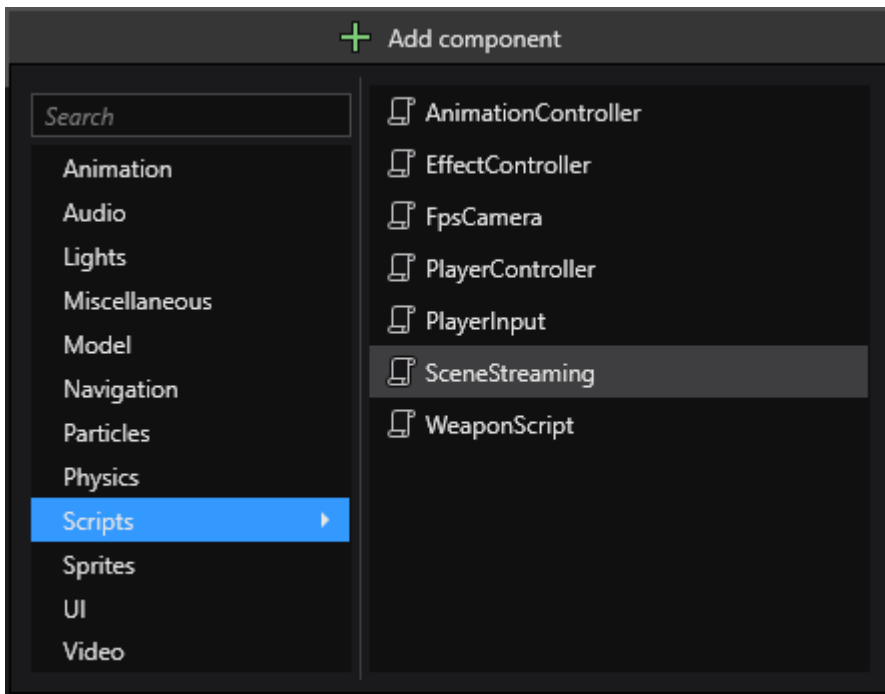 Add component
Search
Animation
Audio
Lights
Miscellaneous
Model
Navigation
Particles
Physics
Scripts
Sprites
UI
Video
AnimationController
EffectController
FpsCamera
PlayerController
PlayerInput
SceneStreaming
WeaponScript